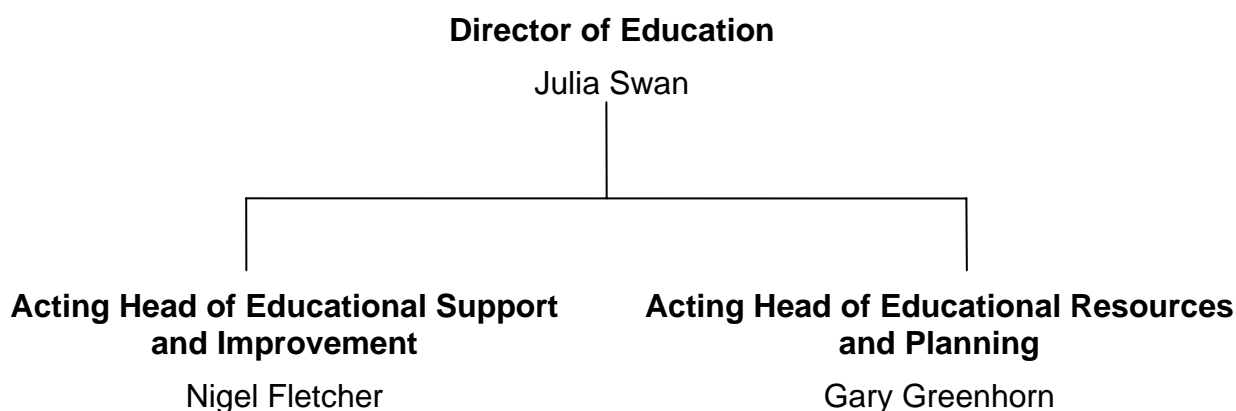 Director of Education
Julia Swan
Acting Head of Educational Support
and Improvement
Nigel Fletcher
Acting Head of Educational Resources
and Planning
Gary Greenhorn